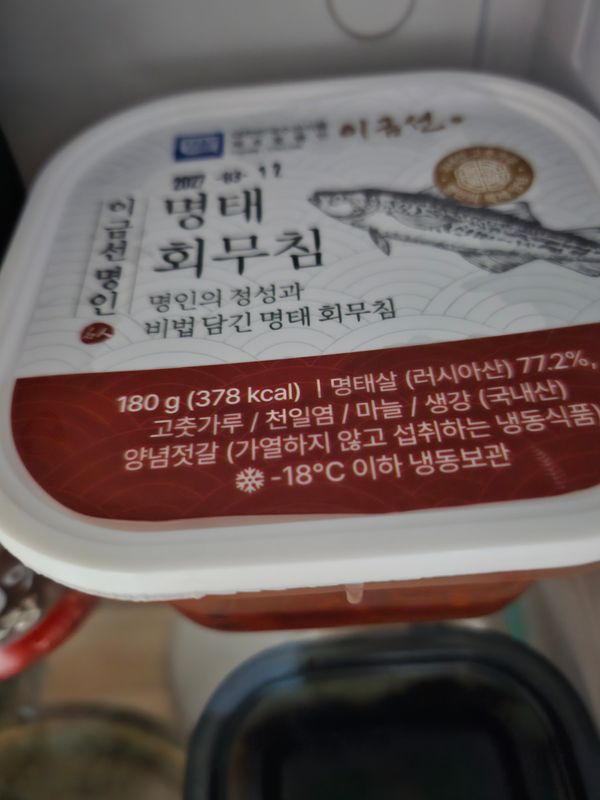 이금선
2027 03 12
이금선명인
명태
회무침
명인의 정성과
비법 담긴 명태 회무침
180 g (378 kcal) | 명태살 (러시아산) 77.2%,
고춧가루 / 천일염 / 마늘 / 생강 (국내산)
양념젓갈 (가열하지 않고 섭취하는 냉동식품)
-18°C 이하 냉동보관